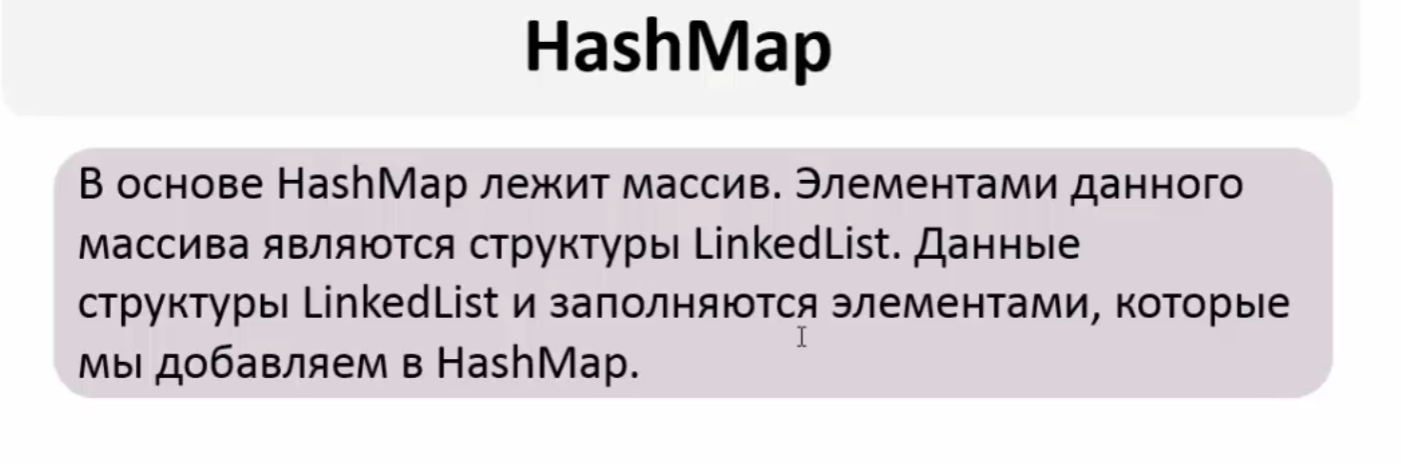 HashMap
В основе HashMap лежит массив. Элементами данного
массива являются структуры LinkedList. Данные
структуры LinkedList и заполняются элементами, которые
мы добавляем в HashMap.